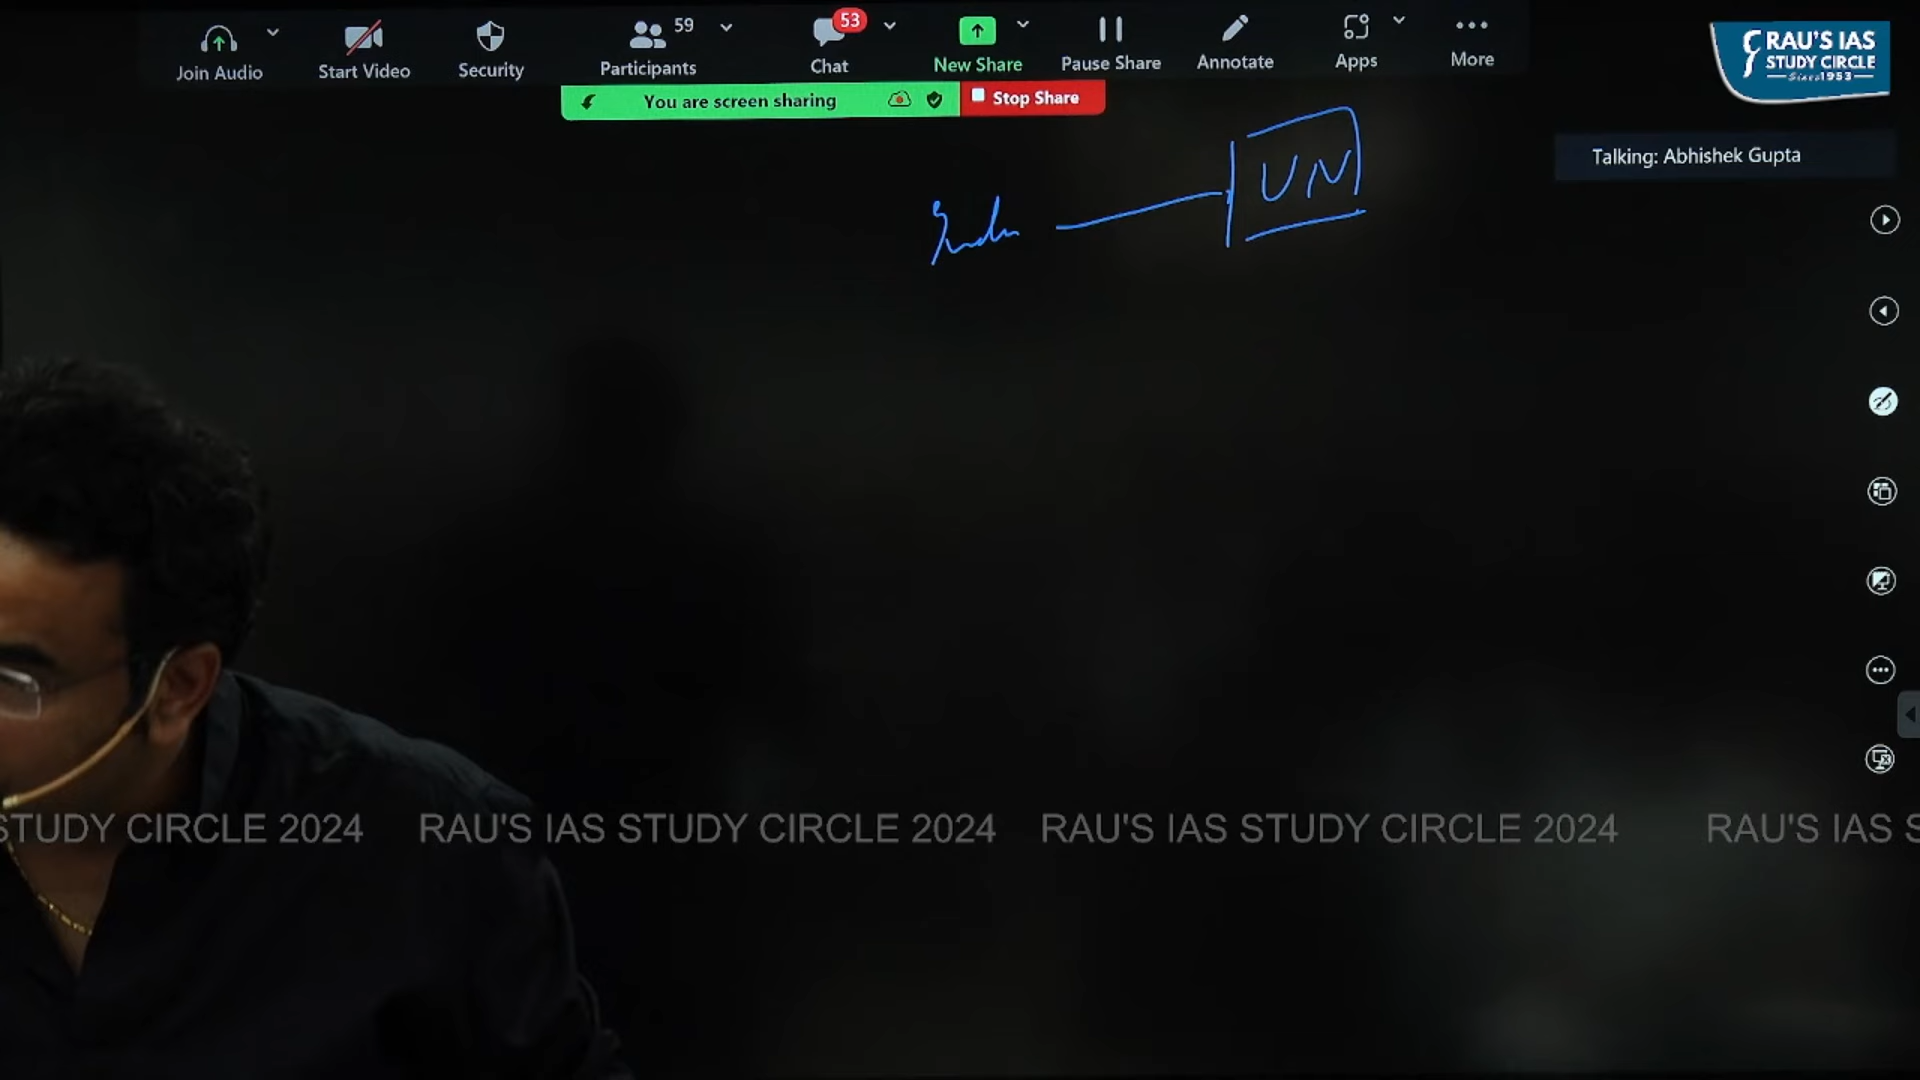 Join Audio
Start Video
Security
Participants 59
Chat 53
New Share
Pause Share
Annotate
Apps
More
You are screen sharing
Stop Share
RAU'S IAS
STUDY CIRCLE
Since 1953
Talking: Abhishek Gupta
UN
STUDY CIRCLE 2024 RAU'S IAS STUDY CIRCLE 2024 RAU'S IAS STUDY CIRCLE 2024 RAU'S IAS S